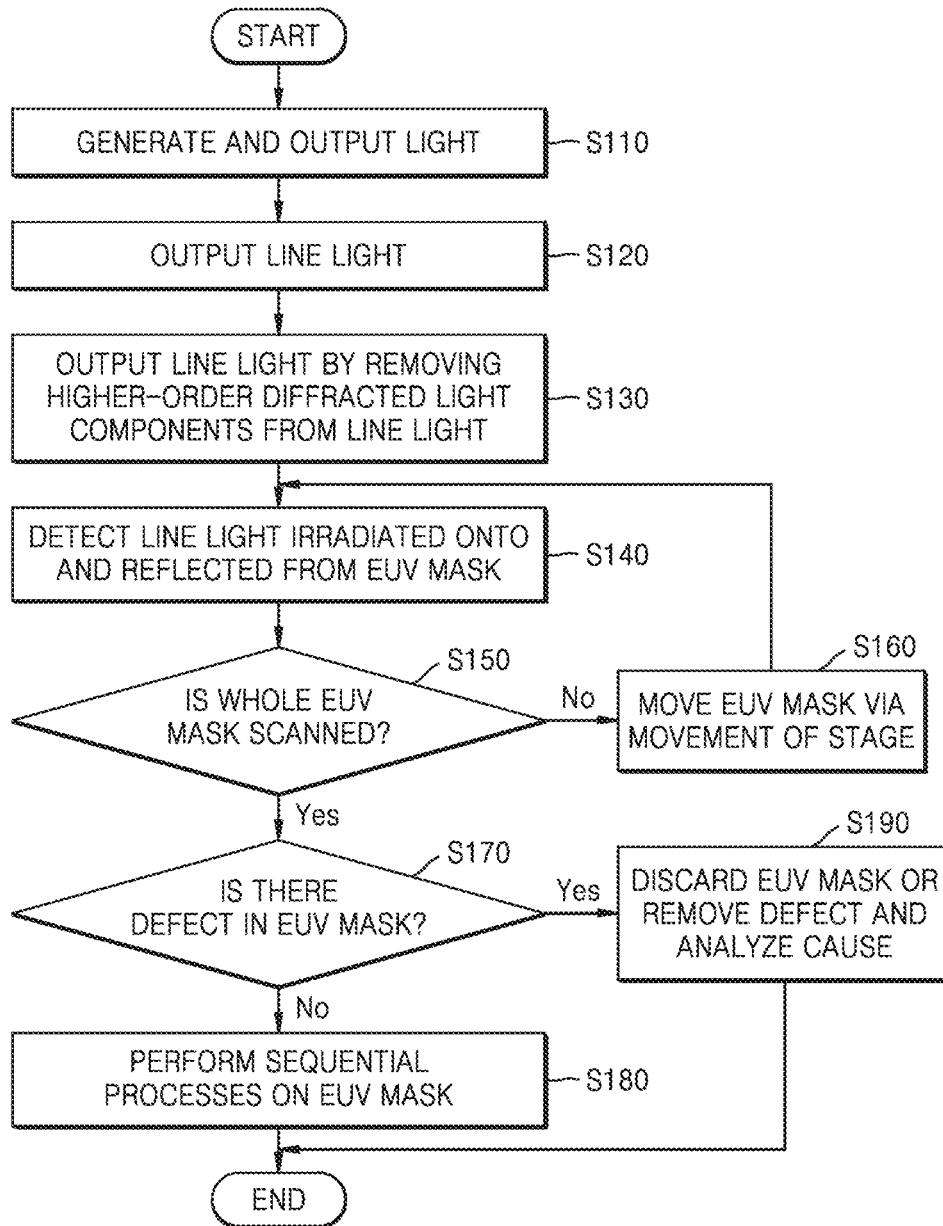 START
GENERATE AND OUTPUT LIGHT
S110
OUTPUT LINE LIGHT
S120
OUTPUT LINE LIGHT BY REMOVING
HIGHER-ORDER DIFFRACTED LIGHT
COMPONENTS FROM LINE LIGHT
S130
DETECT LINE LIGHT IRRADIATED ONTO
AND REFLECTED FROM EUV MASK
S140
IS WHOLE EUV
MASK SCANNED?
S150
No
MOVE EUV MASK VIA
MOVEMENT OF STAGE
S160
Yes
IS THERE
DEFECT IN EUV MASK?
S170
Yes
DISCARD EUV MASK OR
REMOVE DEFECT AND
ANALYZE CAUSE
S190
No
PERFORM SEQUENTIAL
PROCESSES ON EUV MASK
S180
END